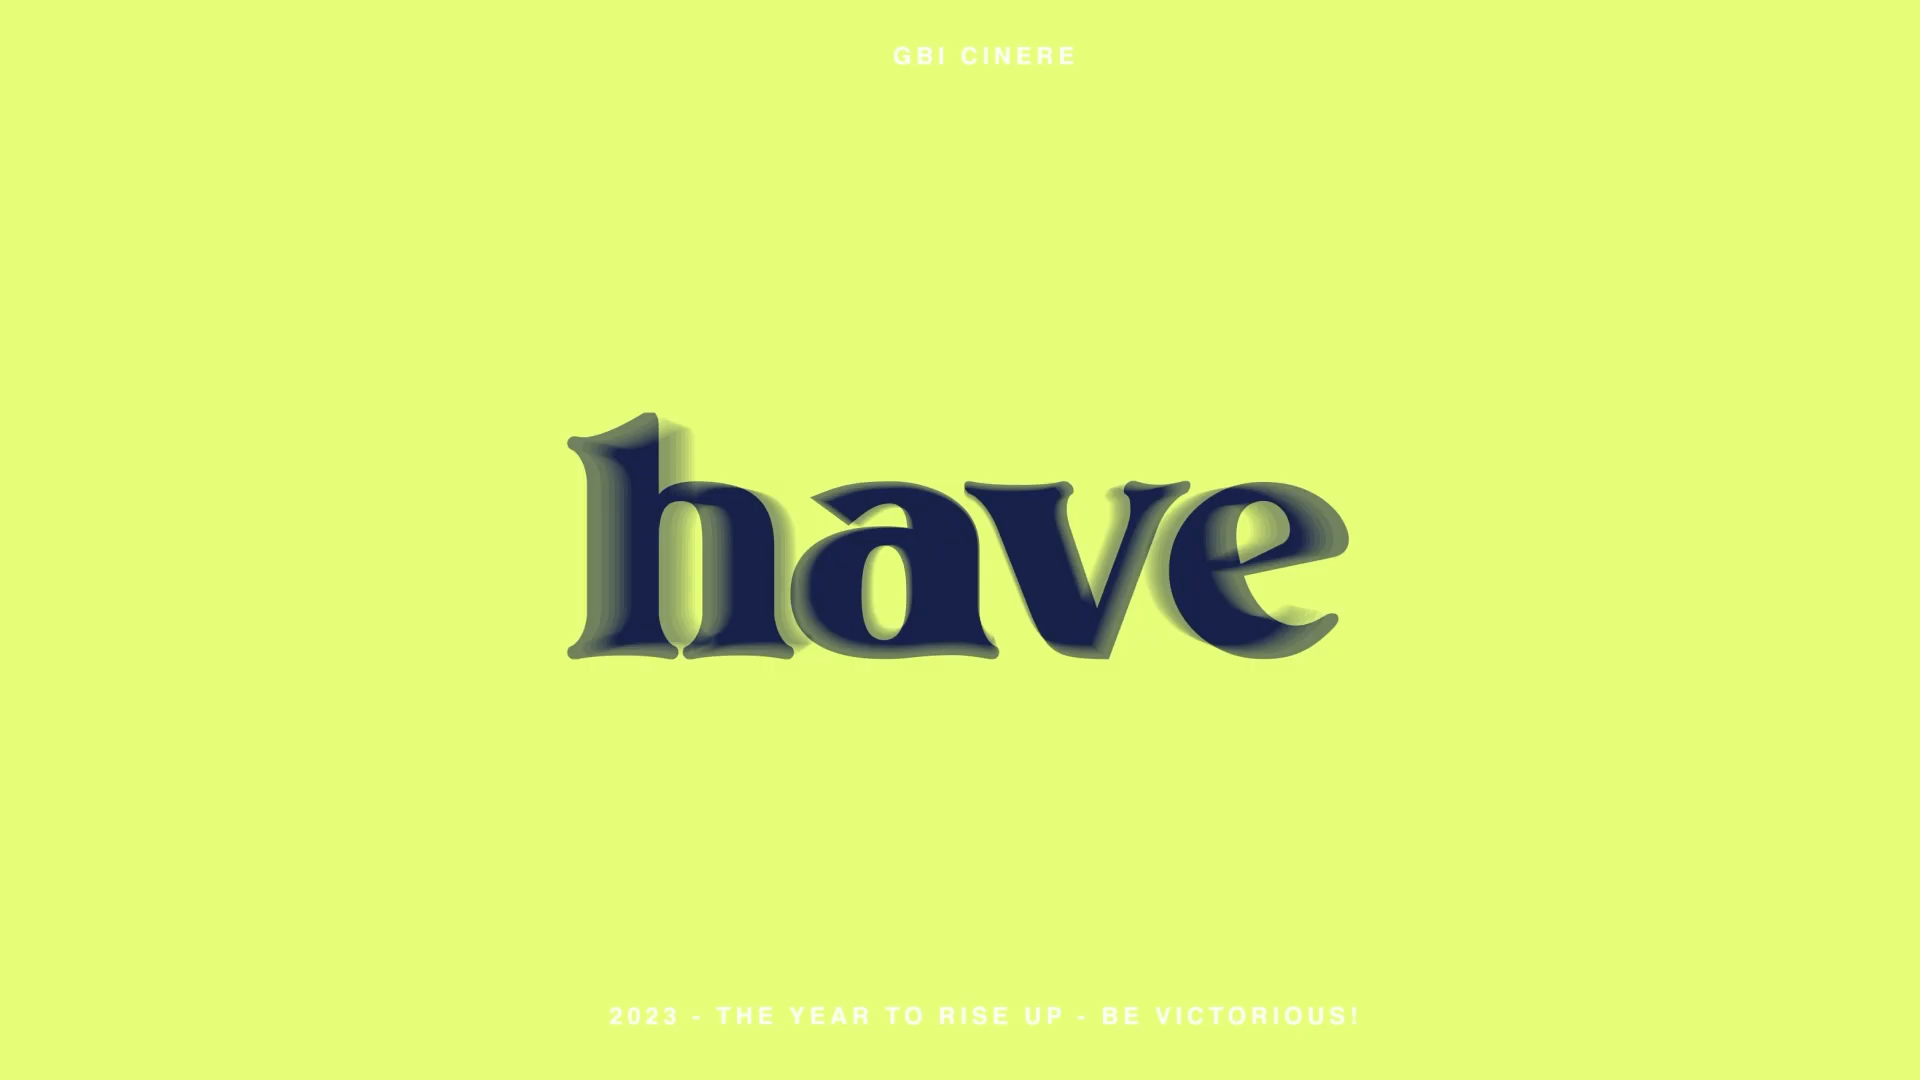 GBI CINERE
have
2023 - THE YEAR TO RISE UP - BE VICTORIOUS!